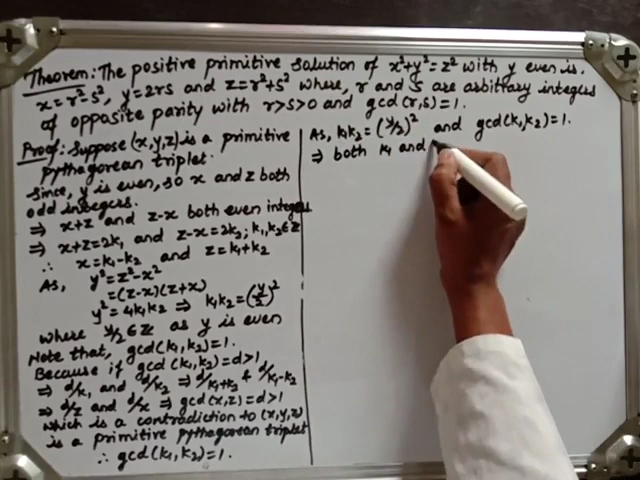 Theorem: The positive primitive solution of x²+y²=z² with y even is.
x=r²-s², y=2rs and z=r²+s² where, r and s are arbitrary integers
of opposite parity with r>s>0 and gcd(r,s)=1.
Proof: Suppose (x,y,z) is a primitive
pythagorean triplet.
Since, y is even, so x and z both
odd integers.
⇒ x+z and z-x both even integers
⇒ x+z=2k₁ and z-x=2k₂; k₁,k₂∈Z
∴ x=k₁-k₂ and z=k₁+k₂
As, y²=z²-x²
=(z-x)(z+x)
y²=4k₁k₂ ⇒ k₁k₂=(y/2)²
where y/2∈Z as y is even
Note that, gcd(k₁,k₂)=1.
Because if gcd(k₁,k₂)=d>1
⇒ d/k₁ and d/k₂ ⇒ d/k₁+k₂ & d/k₁-k₂
⇒ d/z and d/x ⇒ gcd(x,z)=d>1
which is a contradiction to (x,y,z)
is a primitive pythagorean triplet
∴ gcd(k₁,k₂)=1.
As, k₁k₂=(y/2)² and gcd(k₁,k₂)=1.
⇒ both k₁ and